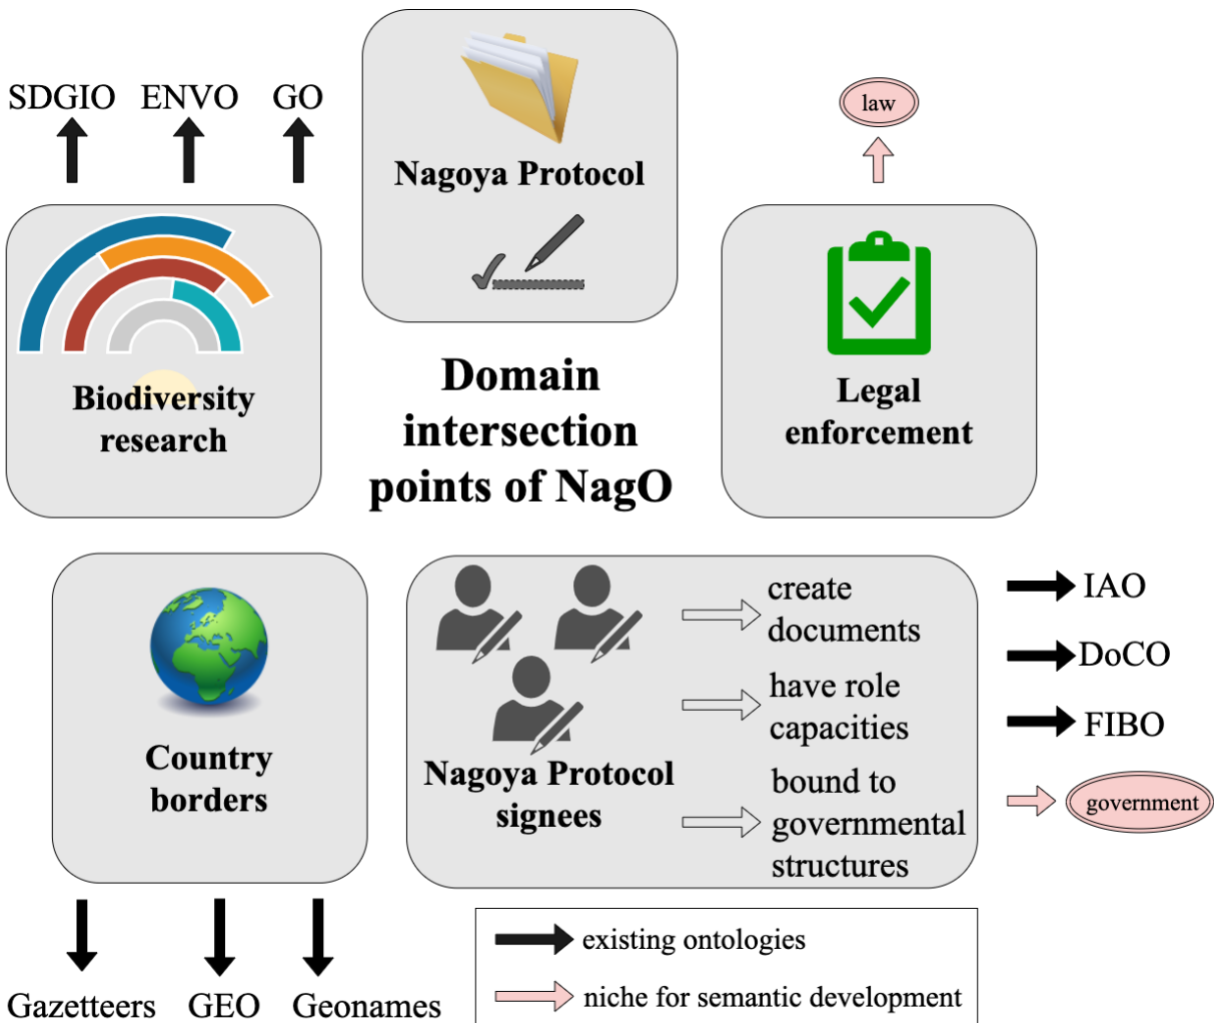 SDGIO ENVO GO
Nagoya Protocol
law
Biodiversity
research
Domain
intersection
points of NagO
Legal
enforcement
Country
borders
Nagoya Protocol
signees
create
documents
have role
capacities
bound to
governmental
structures
IAO
DoCO
FIBO
government
Gazetteers GEO Geonames
existing ontologies
niche for semantic development